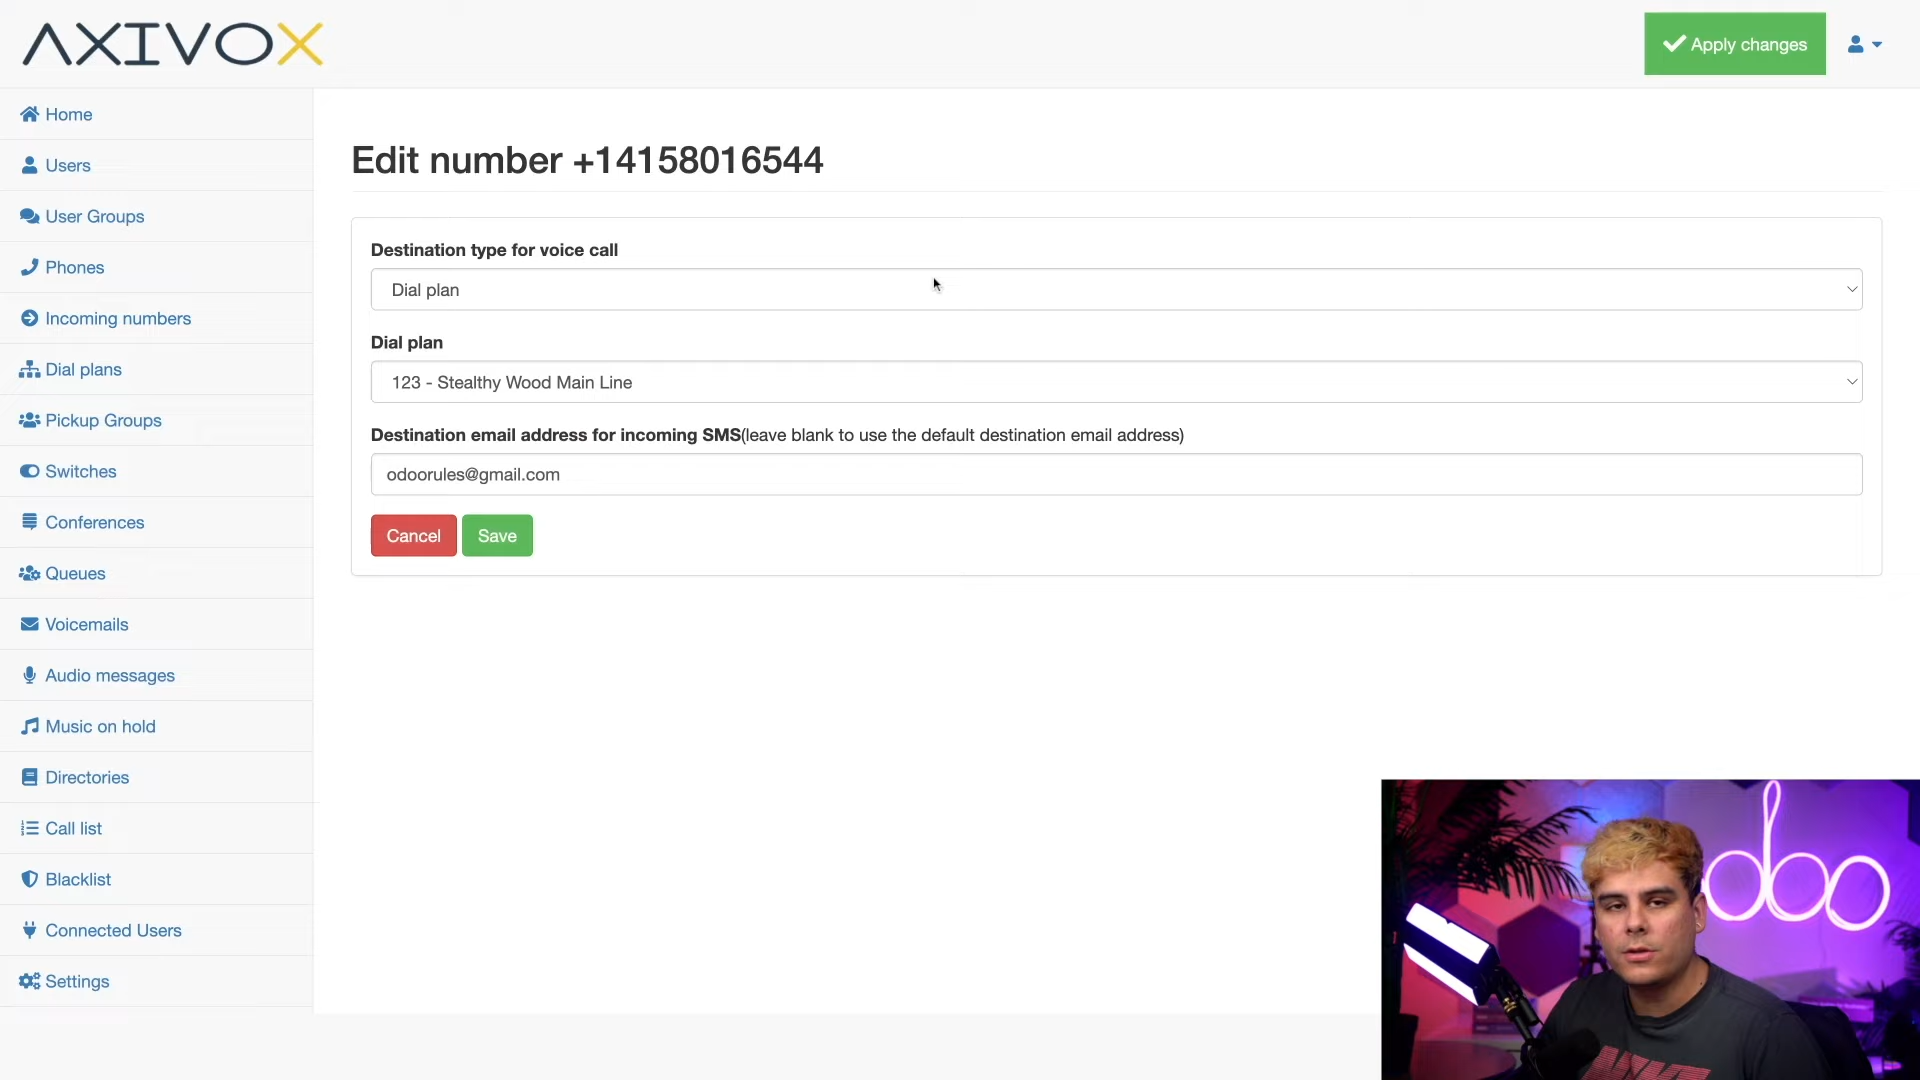 AXIVOX
Apply changes
Home
Users
User Groups
Phones
Incoming numbers
Dial plans
Pickup Groups
Switches
Conferences
Queues
Voicemails
Audio messages
Music on hold
Directories
Call list
Blacklist
Connected Users
Settings
Edit number +14158016544
Destination type for voice call
Dial plan
Dial plan
123 - Stealthy Wood Main Line
Destination email address for incoming SMS(leave blank to use the default destination email address)
odoorules@gmail.com
Cancel
Save
odoo